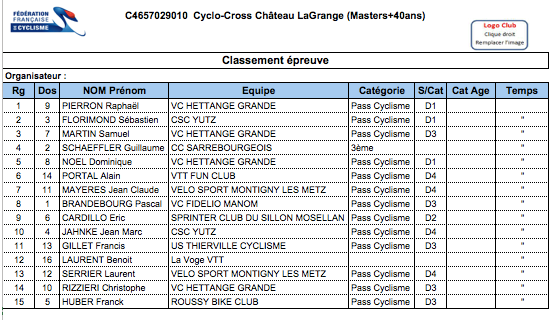 FÉDÉRATION
FRANÇAISE
DE CYCLISME
C4657029010 Cyclo-Cross Château LaGrange (Masters+40ans)
Logo Club
Clique droit
Remplacer l'image
Classement épreuve
Organisateur :
Rg Dos NOM Prénom Equipe Catégorie S/Cat Cat Age Temps
1 9 PIERRON Raphaël VC HETTANGE GRANDE Pass Cyclisme D1
2 3 FLORIMOND Sébastien CSC YUTZ Pass Cyclisme D1 "
3 7 MARTIN Samuel VC HETTANGE GRANDE Pass Cyclisme D3 "
4 2 SCHAEFFLER Guillaume CC SARREBOURGEOIS 3ème "
5 8 NOEL Dominique VC HETTANGE GRANDE Pass Cyclisme D1 "
6 14 PORTAL Alain VTT FUN CLUB Pass Cyclisme D4 "
7 11 MAYERES Jean Claude VELO SPORT MONTIGNY LES METZ Pass Cyclisme D4 "
8 1 BRANDEBOURG Pascal VC FIDELIO MANOM Pass Cyclisme D3 "
9 6 CARDILLO Eric SPRINTER CLUB DU SILLON MOSELLAN Pass Cyclisme D2 "
10 4 JAHNKE Jean Marc CSC YUTZ Pass Cyclisme D4 "
11 13 GILLET Francis US THIERVILLE CYCLISME Pass Cyclisme D3 "
12 16 LAURENT Benoit La Voge VTT "
13 12 SERRIER Laurent VELO SPORT MONTIGNY LES METZ Pass Cyclisme D4 "
14 10 RIZZIERI Christophe VC HETTANGE GRANDE Pass Cyclisme D3 "
15 5 HUBER Franck ROUSSY BIKE CLUB Pass Cyclisme D3 "